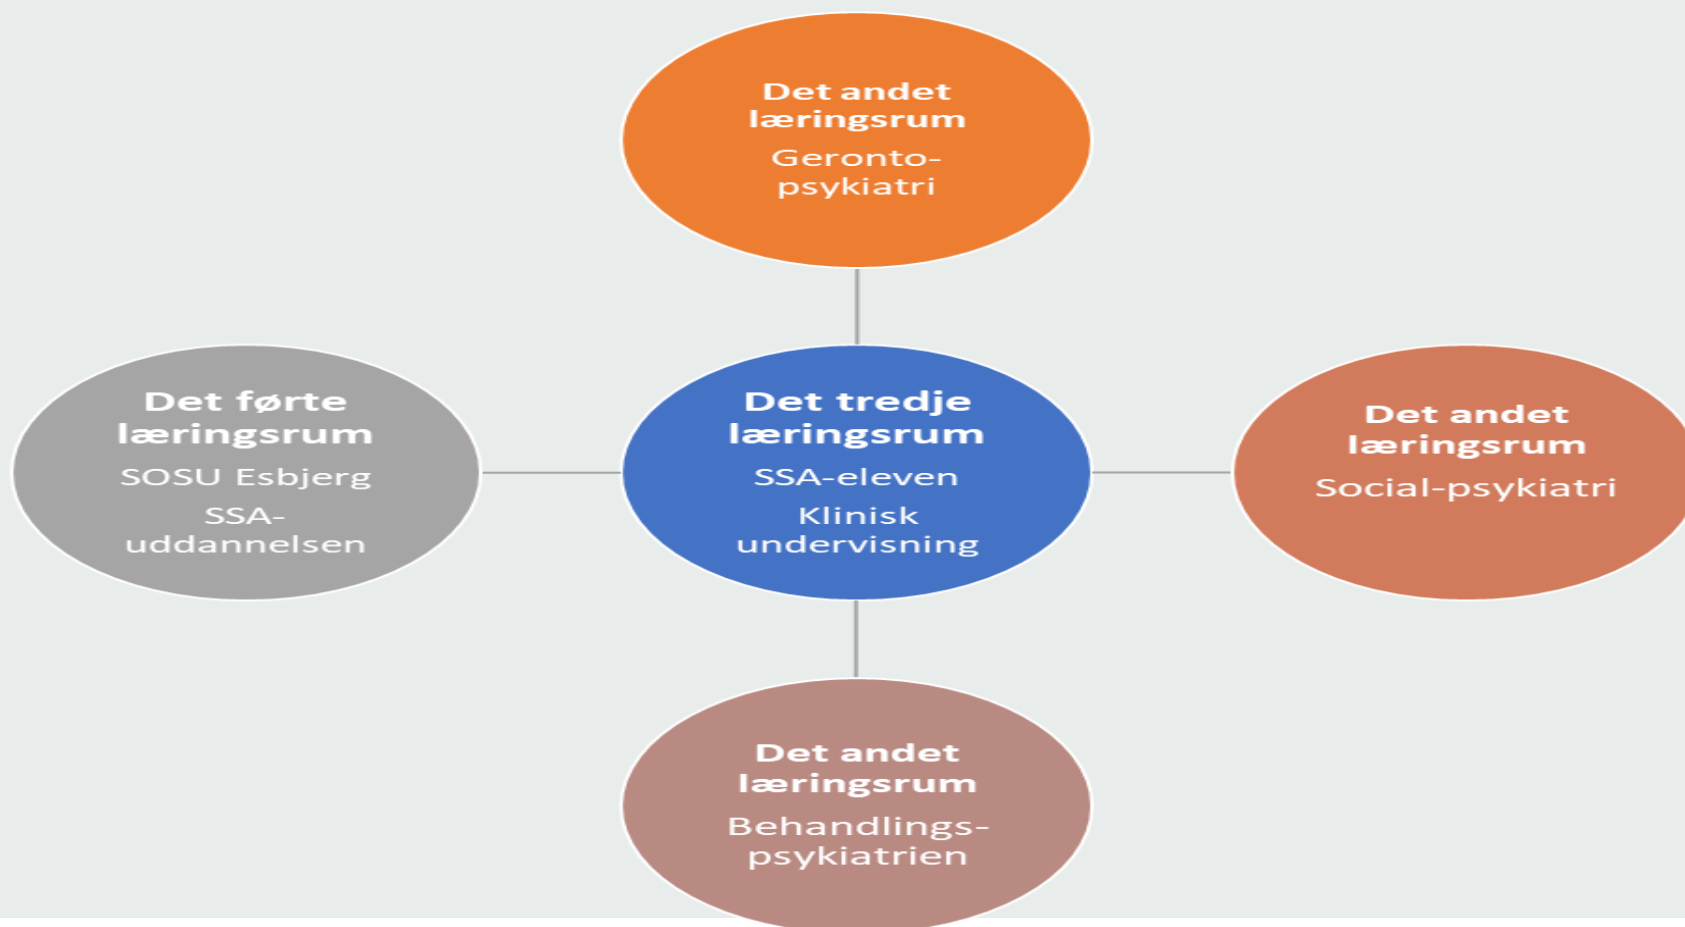 Det andet
læringsrum
Geronto-
psykiatri
Det førte
læringsrum
SOSU Esbjerg
SSA-
uddannelsen
Det tredje
læringsrum
SSA-eleven
Klinisk
undervisning
Det andet
læringsrum
Social-psykiatri
Det andet
læringsrum
Behandlings-
psykiatrien